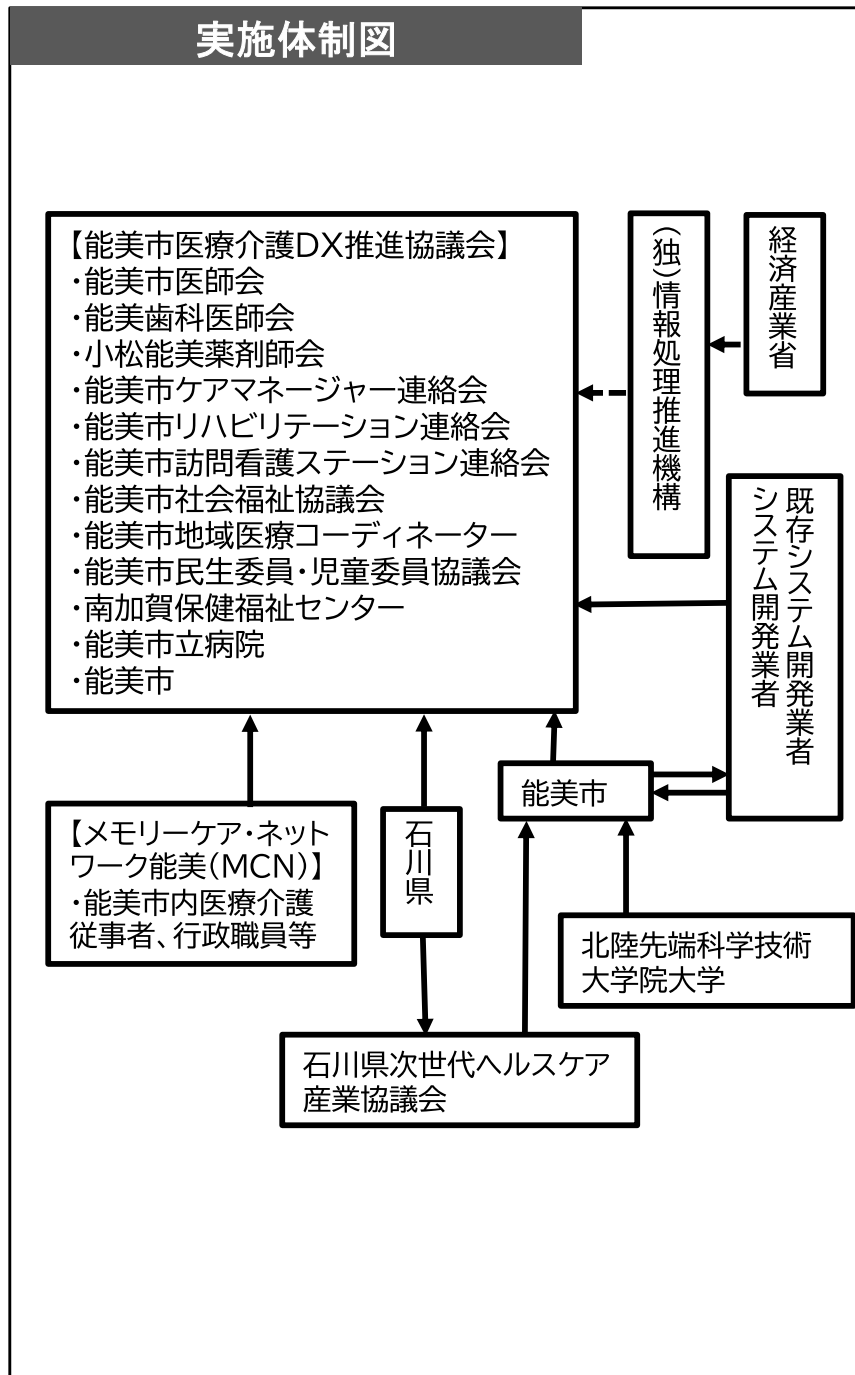 実施体制図
【能美市医療介護DX推進協議会】
・能美市医師会
・能美歯科医師会
・小松能美薬剤師会
・能美市ケアマネージャー連絡会
・能美市リハビリテーション連絡会
・能美市訪問看護ステーション連絡会
・能美市社会福祉協議会
・能美市地域医療コーディネーター
・能美市民生委員・児童委員協議会
・南加賀保健福祉センター
・能美市立病院
・能美市
(独)情報処理推進機構
経済産業省
既存システム開発業者
システム開発業者
能美市
【メモリーケア・ネット
ワーク能美(MCN)】
・能美市内医療介護
従事者、行政職員等
石川県
北陸先端科学技術
大学院大学
石川県次世代ヘルスケア
産業協議会